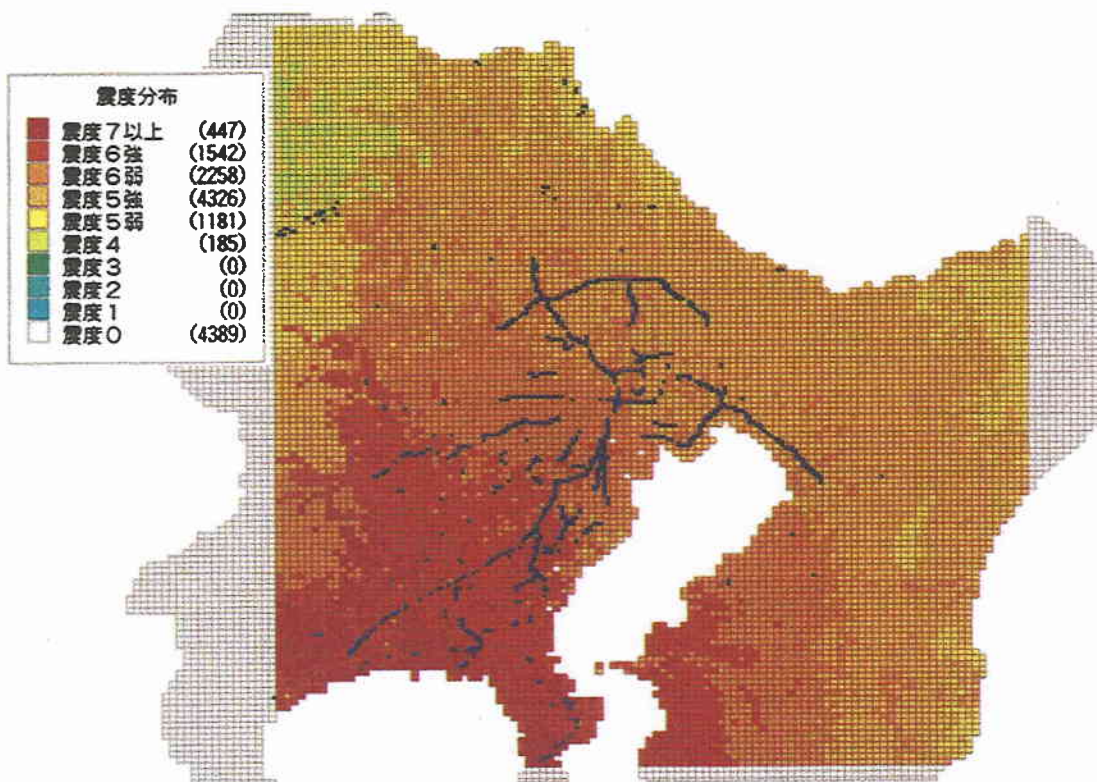 震度分布
震度7以上 (447)
震度6強 (1542)
震度6弱 (2258)
震度5強 (4326)
震度5弱 (1181)
震度4 (185)
震度3 (0)
震度2 (0)
震度1 (0)
震度0 (4389)